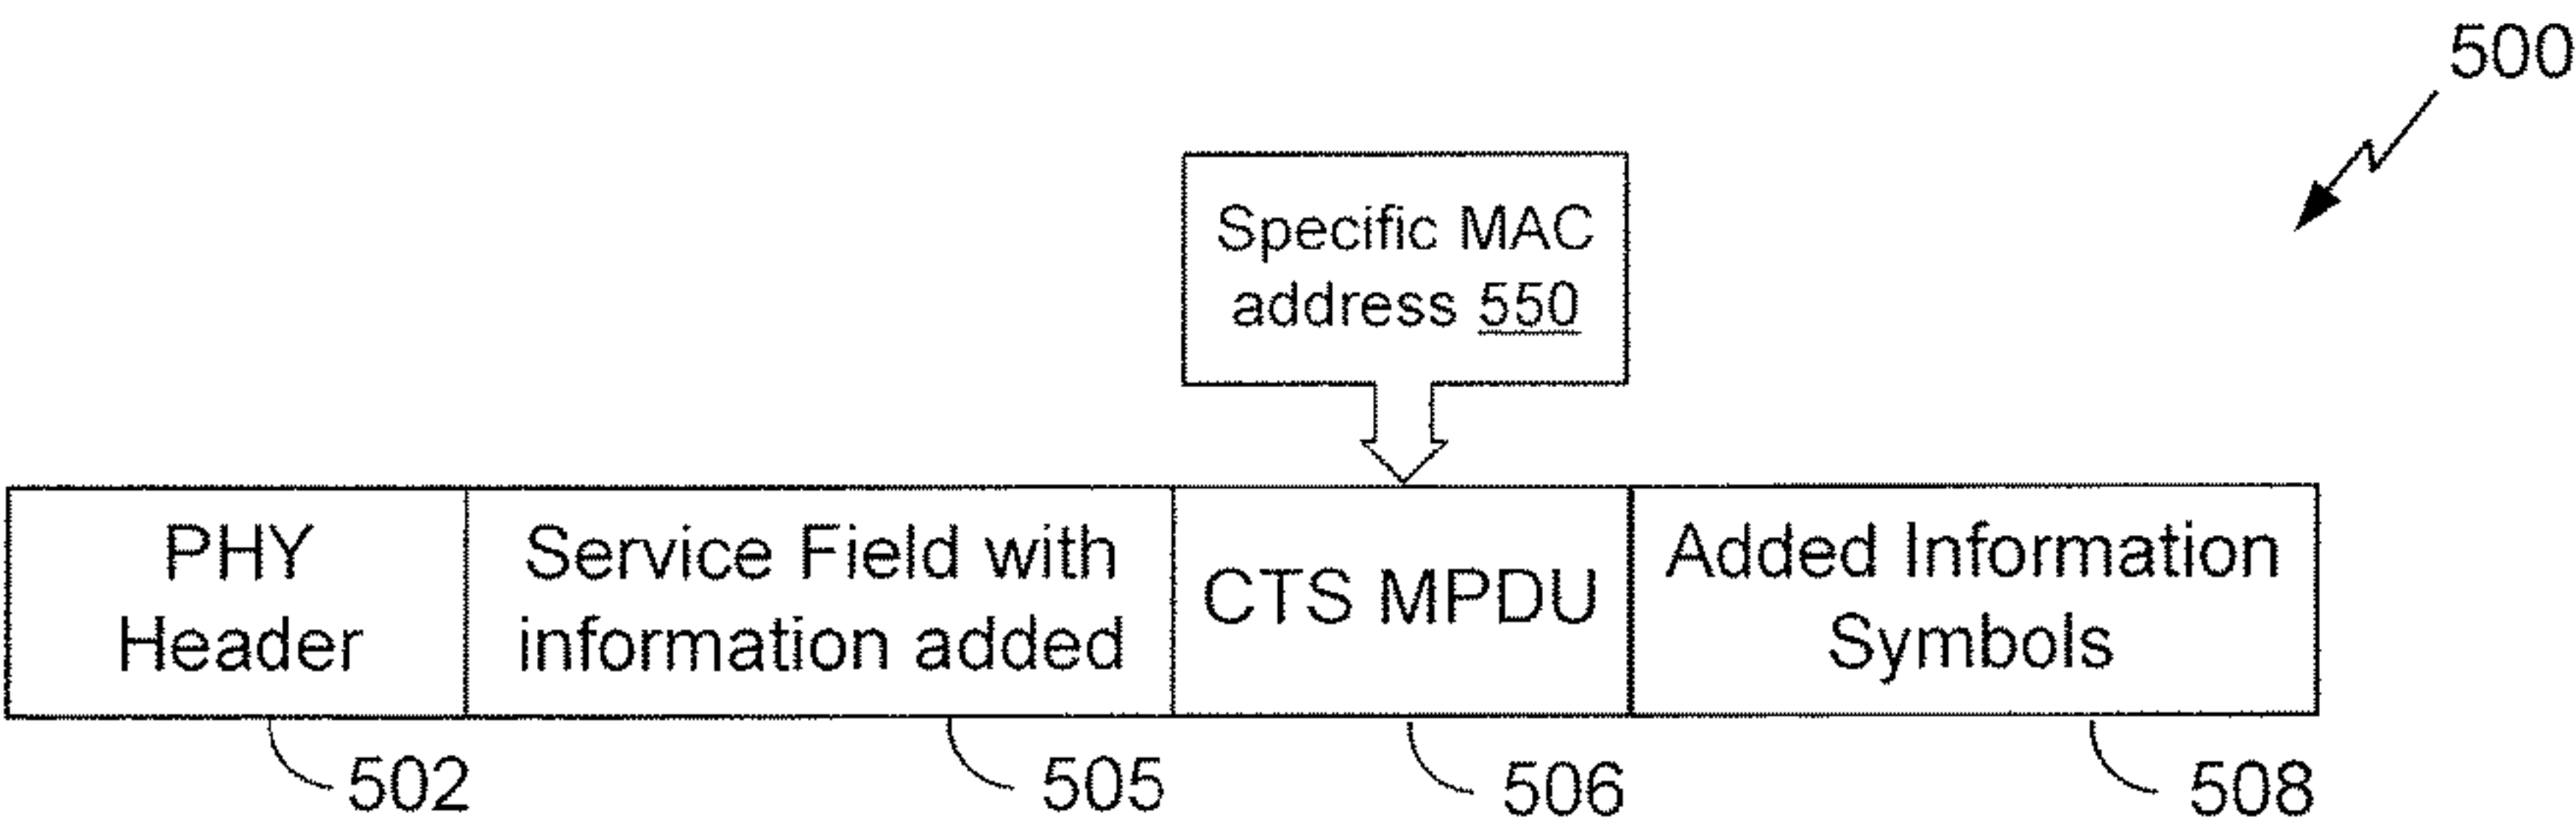 500
Specific MAC
address 550
PHY
Header
Service Field with
information added
CTS MPDU
Added Information
Symbols
502
505
506
508